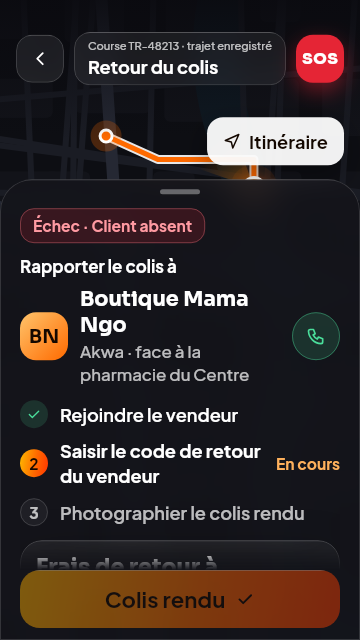 Course TR-48213 · trajet enregistré
Retour du colis
SOS
Itinéraire
Échec · Client absent
Rapporter le colis à
BN
Boutique Mama
Ngo
Akwa · face à la
pharmacie du Centre
Rejoindre le vendeur
2
Saisir le code de retour
du vendeur
En cours
3
Photographier le colis rendu
Frais de retour à
Colis rendu